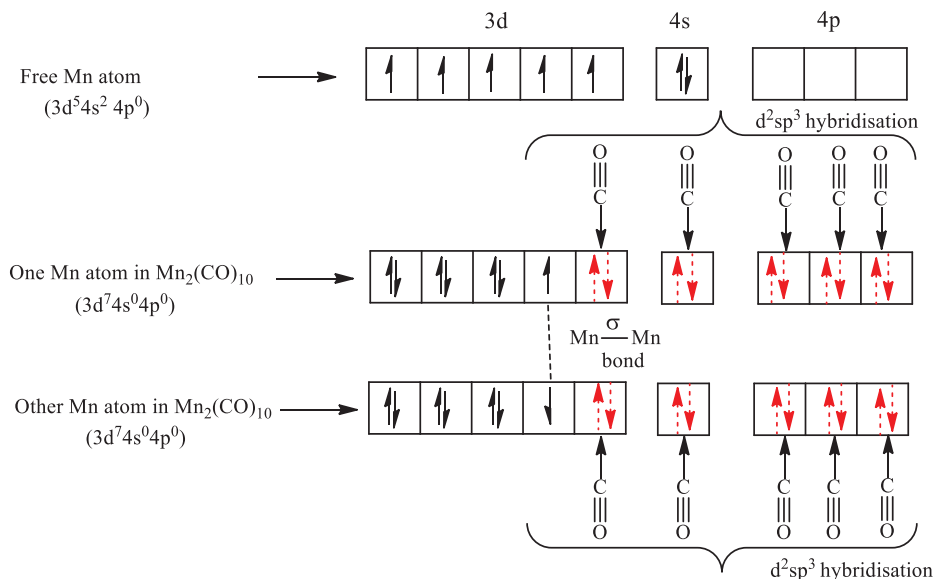 3d 4s 4p
Free Mn atom
(3d⁵4s² 4p⁰)
d²sp³ hybridisation
O O O O O
C C C C C
One Mn atom in Mn₂(CO)₁₀
(3d⁷4s⁰4p⁰)
σ
Mn—Mn
bond
Other Mn atom in Mn₂(CO)₁₀
(3d⁷4s⁰4p⁰)
C C C C C
O O O O O
d²sp³ hybridisation